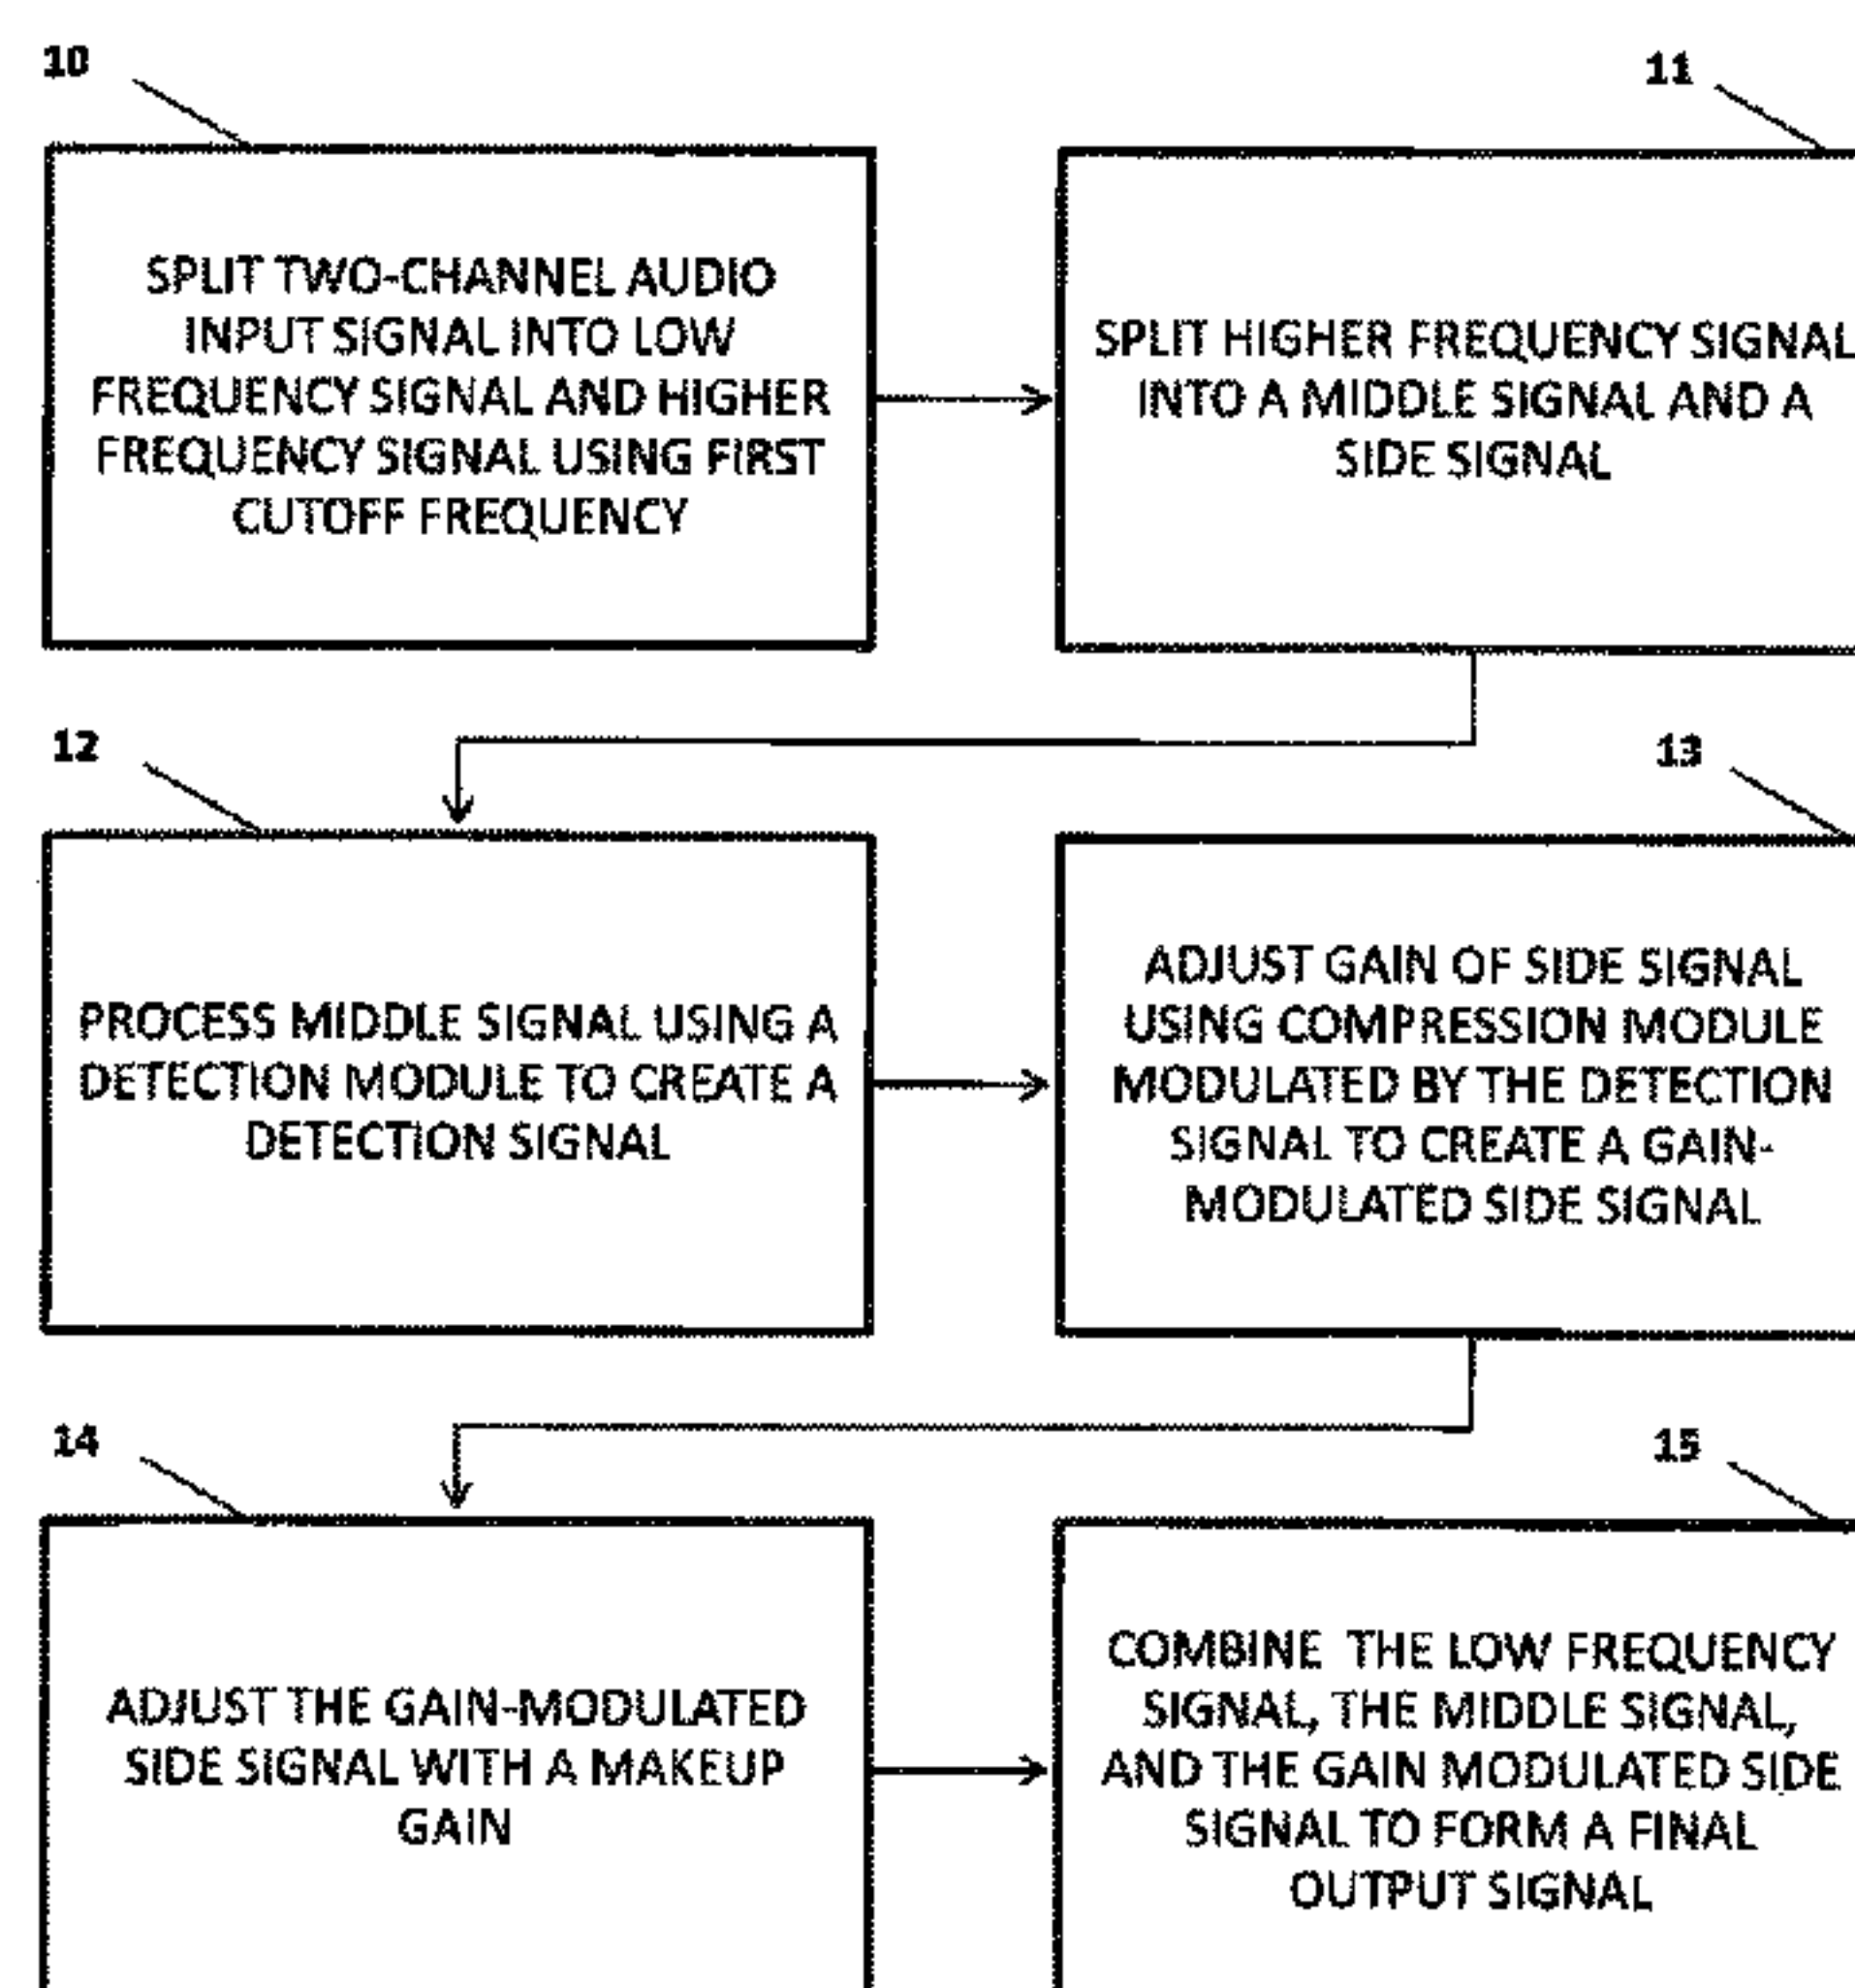 10
SPLIT TWO-CHANNEL AUDIO
INPUT SIGNAL INTO LOW
FREQUENCY SIGNAL AND HIGHER
FREQUENCY SIGNAL USING FIRST
CUTOFF FREQUENCY
11
SPLIT HIGHER FREQUENCY SIGNAL
INTO A MIDDLE SIGNAL AND A
SIDE SIGNAL
12
PROCESS MIDDLE SIGNAL USING A
DETECTION MODULE TO CREATE A
DETECTION SIGNAL
13
ADJUST GAIN OF SIDE SIGNAL
USING COMPRESSION MODULE
MODULATED BY THE DETECTION
SIGNAL TO CREATE A GAIN-
MODULATED SIDE SIGNAL
14
ADJUST THE GAIN-MODULATED
SIDE SIGNAL WITH A MAKEUP
GAIN
15
COMBINE THE LOW FREQUENCY
SIGNAL, THE MIDDLE SIGNAL,
AND THE GAIN MODULATED SIDE
SIGNAL TO FORM A FINAL
OUTPUT SIGNAL